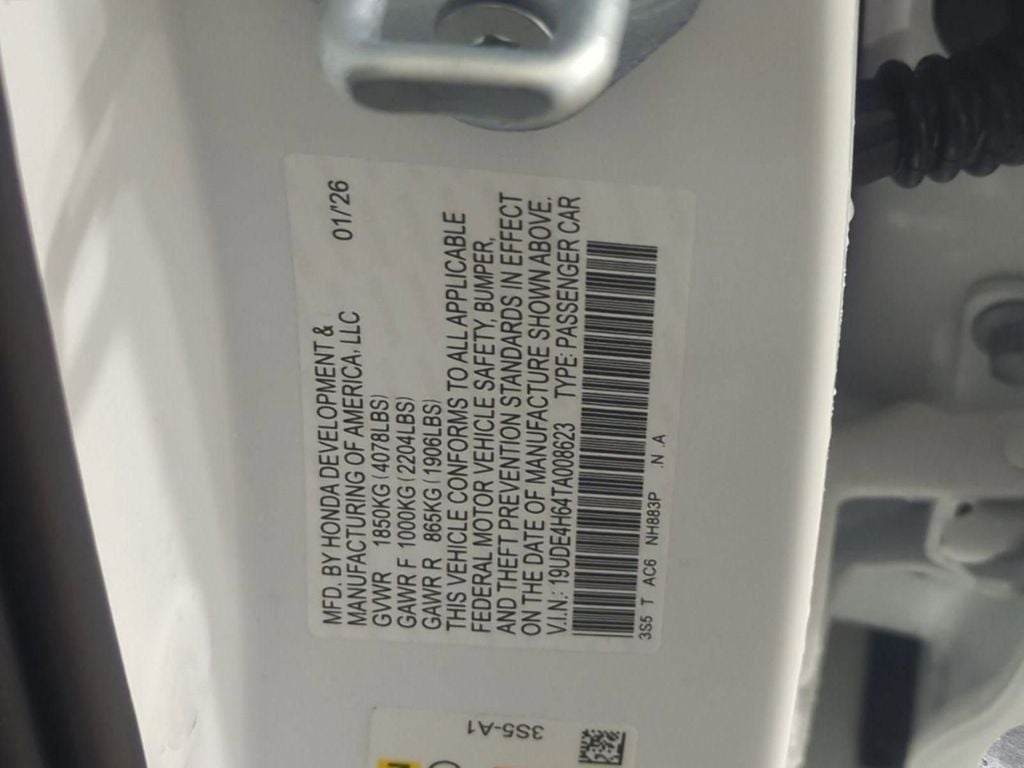 MFD. BY HONDA DEVELOPMENT &
MANUFACTURING OF AMERICA, LLC 01/26
GVWR 1850KG (4078LBS)
GAWR F 1000KG (2204LBS)
GAWR R 865KG (1906LBS)
THIS VEHICLE CONFORMS TO ALL APPLICABLE
FEDERAL MOTOR VEHICLE SAFETY, BUMPER,
AND THEFT PREVENTION STANDARDS IN EFFECT
ON THE DATE OF MANUFACTURE SHOWN ABOVE.
V.I.N.: 19UDE4H64TA008623 TYPE: PASSENGER CAR
3S5 T AC6 NH883P .N A
3S5-A1